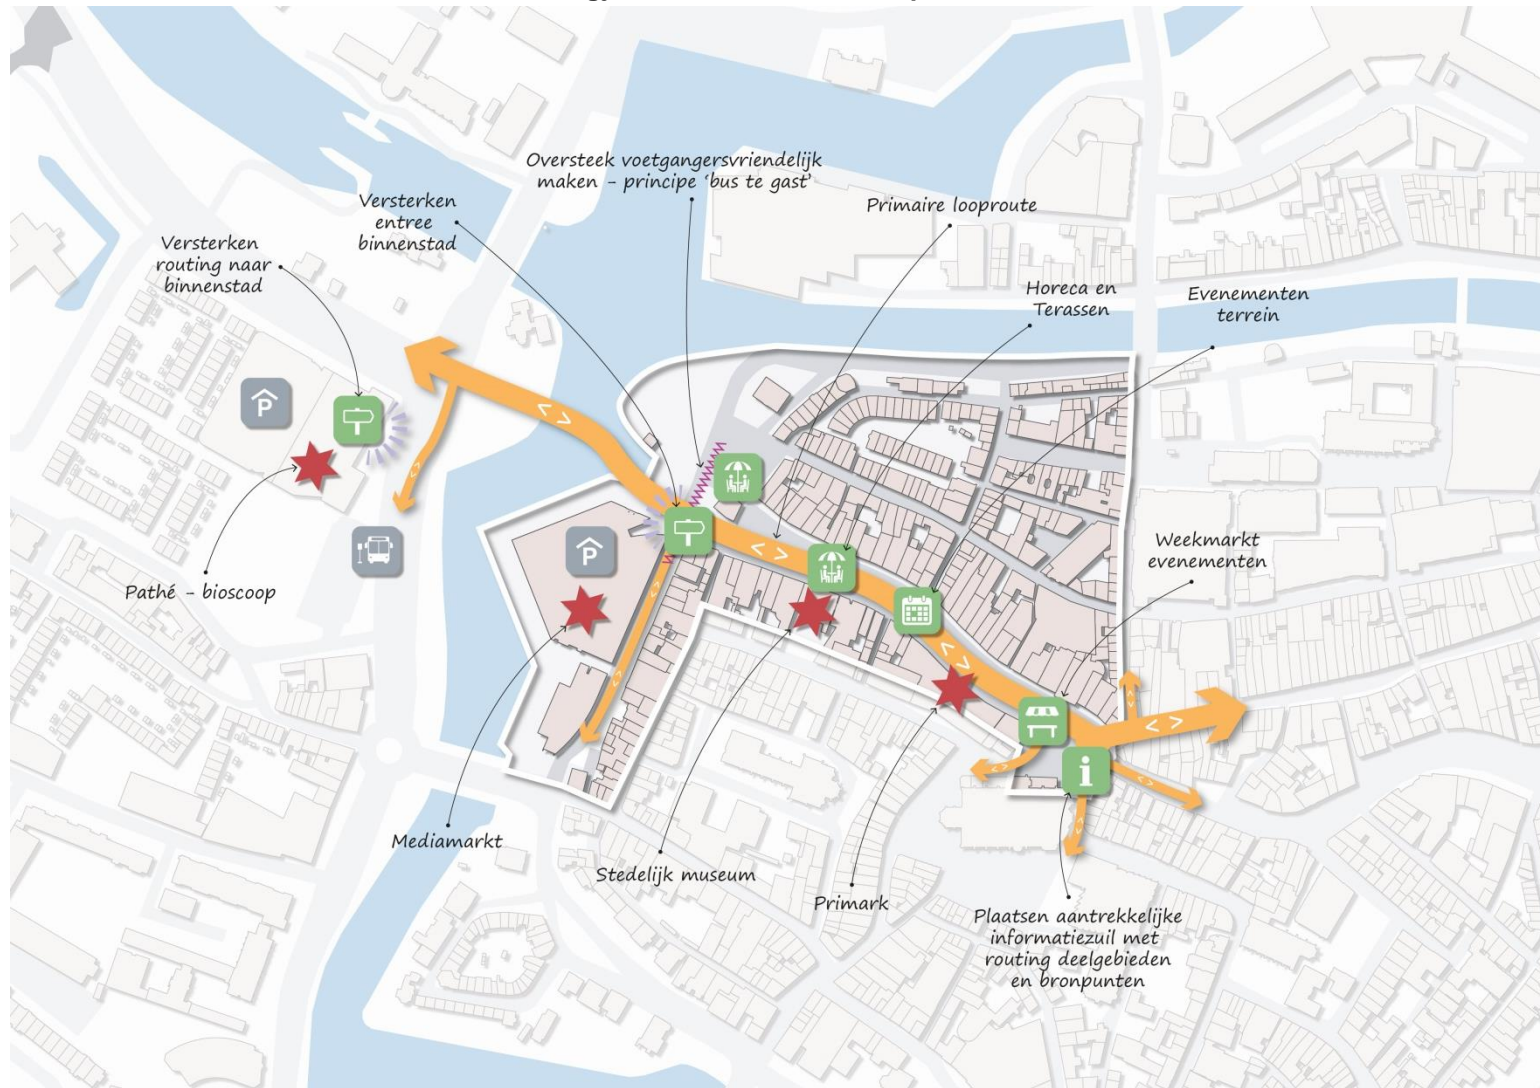 Oversteek voetgangersvriendelijk
maken - principe 'bus te gast'
Versterken
entree
binnenstad
Primaire looproute
Versterken
routing naar
binnenstad
Horeca en
Terassen
Evenementen
terrein
P
P
Weekmarkt
evenementen
Pathé - bioscoop
i
Mediamarkt
Stedelijk museum
Primark
Plaatsen aantrekkelijke
informatiezuil met
routing deelgebieden
en bronpunten